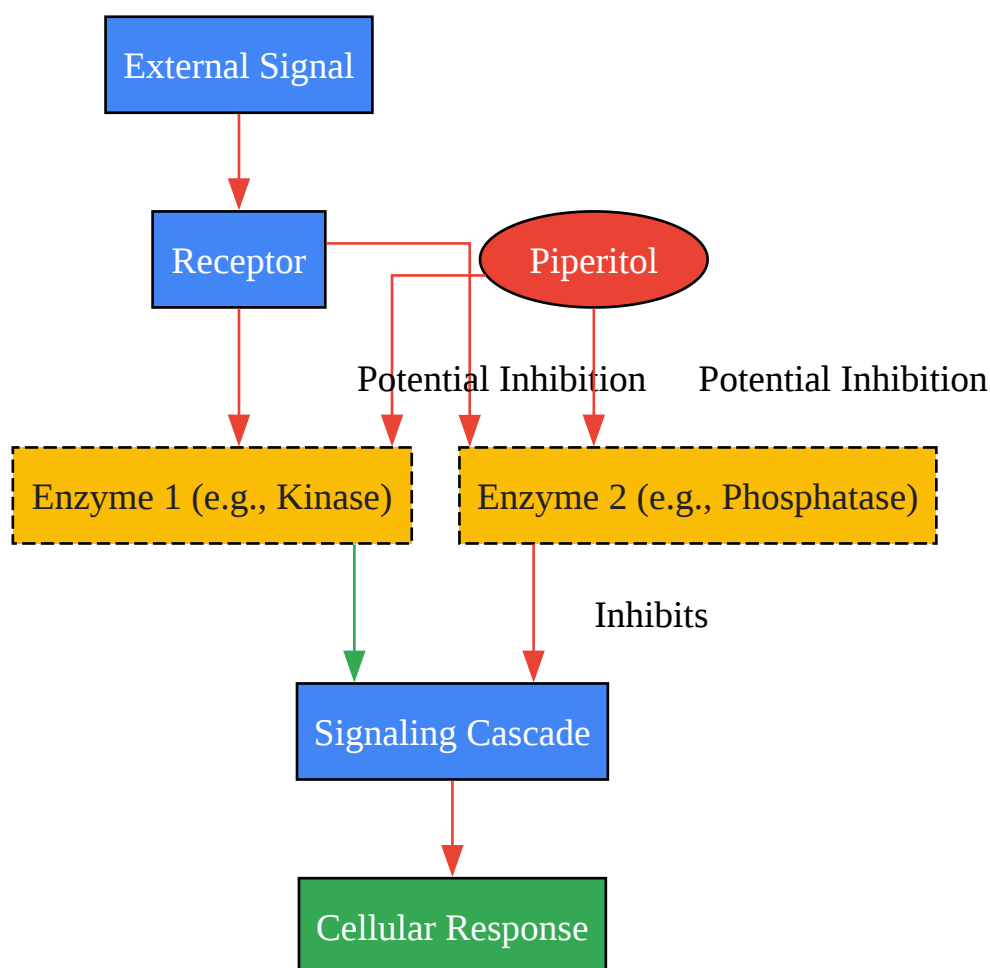 External Signal
Receptor
Piperitol
Potential Inhibition
Potential Inhibition
Enzyme 1 (e.g., Kinase)
Enzyme 2 (e.g., Phosphatase)
Inhibits
Signaling Cascade
Cellular Response